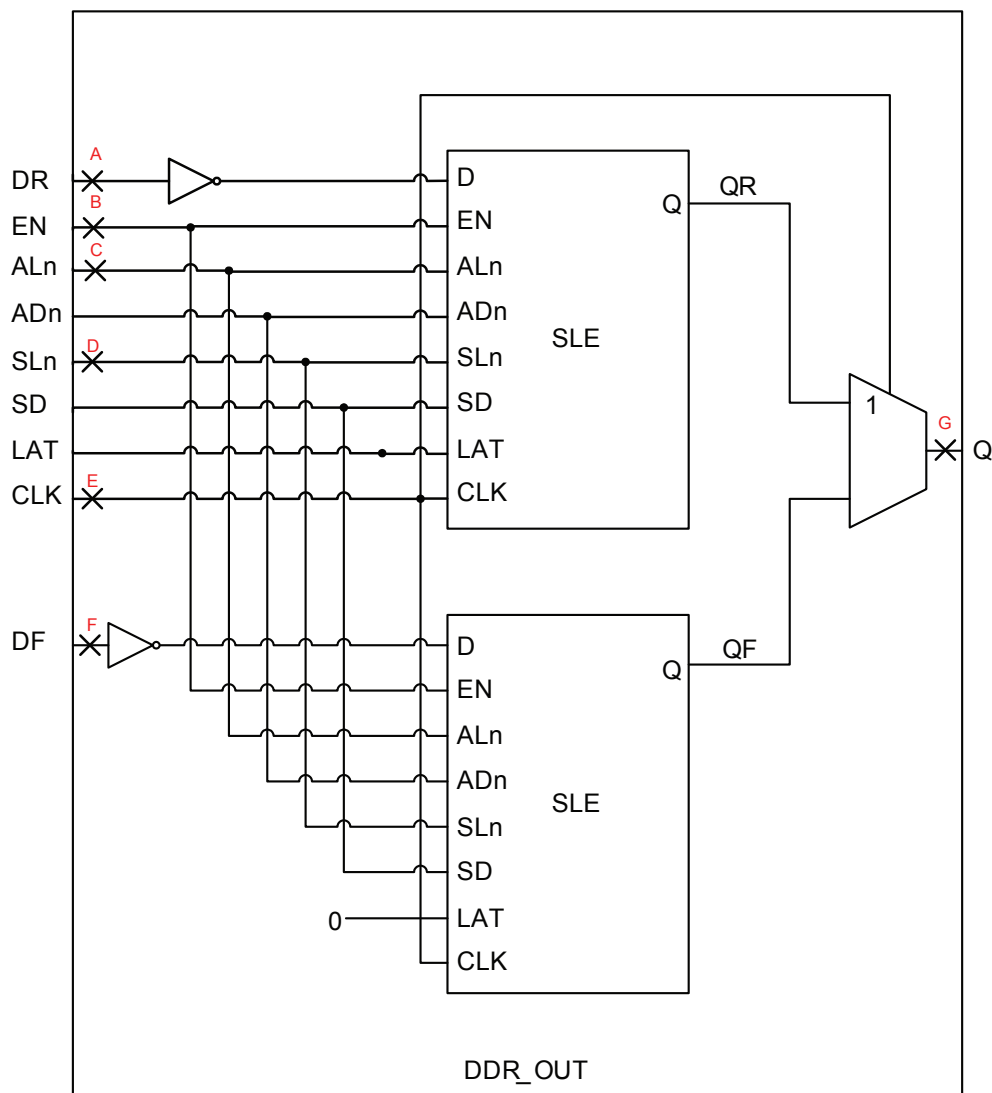 A
DR
B
EN
C
ALn
ADn
D
SLn
SD
LAT
E
CLK
F
DF
D
EN
ALn
ADn
SLn
SD
LAT
CLK
SLE
Q
QR
D
EN
ALn
ADn
SLn
SD
LAT
CLK
0
SLE
Q
QF
1
G
Q
DDR_OUT